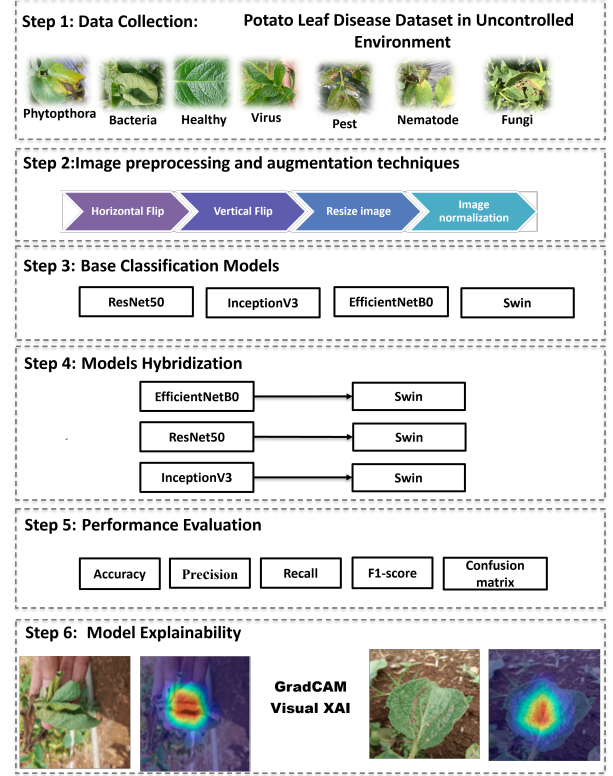 Step 1: Data Collection:
Potato Leaf Disease Dataset in Uncontrolled
Environment
Phytopthora
Bacteria
Healthy
Virus
Pest
Nematode
Fungi
Step 2:Image preprocessing and augmentation techniques
Horizontal Flip
Vertical Flip
Resize image
Image
normalization
Step 3: Base Classification Models
ResNet50
InceptionV3
EfficientNetB0
Swin
Step 4: Models Hybridization
EfficientNetB0
Swin
ResNet50
Swin
InceptionV3
Swin
Step 5: Performance Evaluation
Accuracy
Precision
Recall
F1-score
Confusion
matrix
Step 6: Model Explainability
GradCAM
Visual XAI